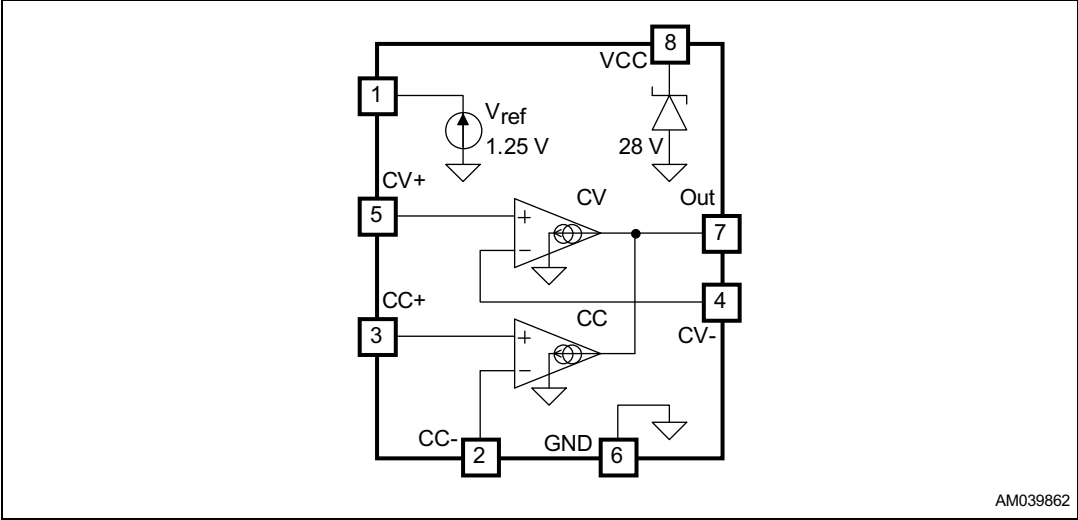 8
VCC
1
Vref
1.25 V
28 V
CV+
CV
Out
5
+
−
7
CC+
4
CC
CV-
3
+
−
CC-
2
GND
6
AM039862